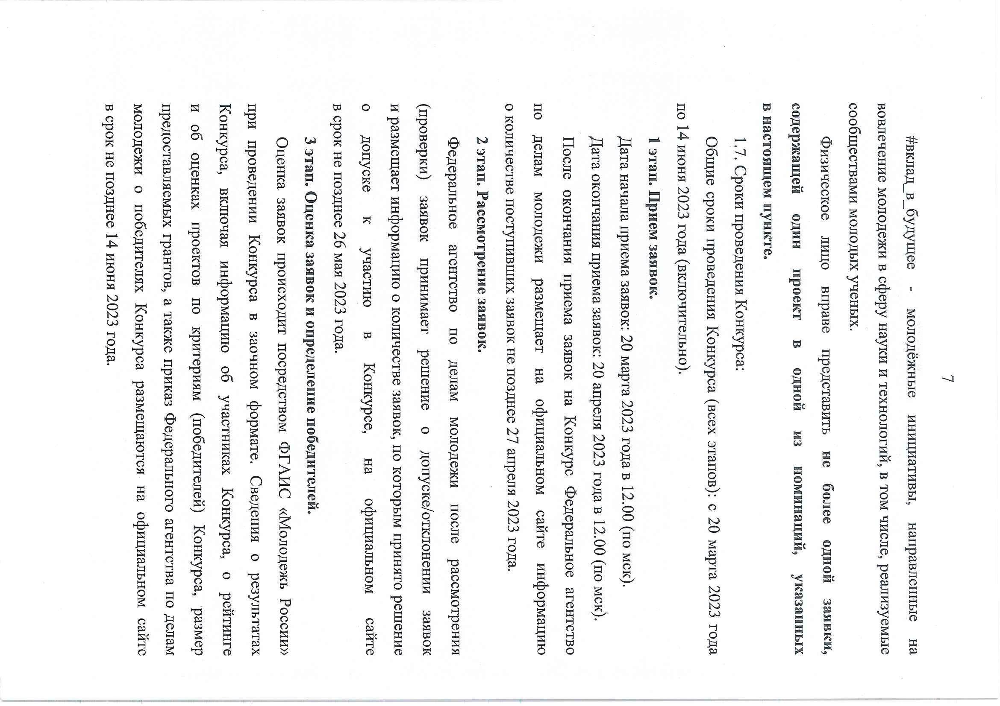 7
#вклад_в_будущее - молодёжные инициативы, направленные на
вовлечение молодежи в сферу науки и технологий, в том числе, реализуемые
сообществами молодых ученых.
Физическое лицо вправе представить не более одной заявки,
содержащей один проект в одной из номинаций, указанных
в настоящем пункте.
1.7. Сроки проведения Конкурса:
Общие сроки проведения Конкурса (всех этапов): с 20 марта 2023 года
по 14 июня 2023 года (включительно).
1 этап. Прием заявок.
Дата начала приема заявок: 20 марта 2023 года в 12.00 (по мск).
Дата окончания приема заявок: 20 апреля 2023 года в 12.00 (по мск).
После окончания приема заявок на Конкурс Федеральное агентство
по делам молодежи размещает на официальном сайте информацию
о количестве поступивших заявок не позднее 27 апреля 2023 года.
2 этап. Рассмотрение заявок.
Федеральное агентство по делам молодежи после рассмотрения
(проверки) заявок принимает решение о допуске/отклонении заявок
и размещает информацию о количестве заявок, по которым принято решение
о допуске к участию в Конкурсе, на официальном сайте
в срок не позднее 26 мая 2023 года.
3 этап. Оценка заявок и определение победителей.
Оценка заявок происходит посредством ФГАИС «Молодежь России»
при проведении Конкурса в заочном формате. Сведения о результатах
Конкурса, включая информацию об участниках Конкурса, о рейтинге
и об оценках проектов по критериям (победителей) Конкурса, размер
предоставляемых грантов, а также приказ Федерального агентства по делам
молодежи о победителях Конкурса размещаются на официальном сайте
в срок не позднее 14 июня 2023 года.